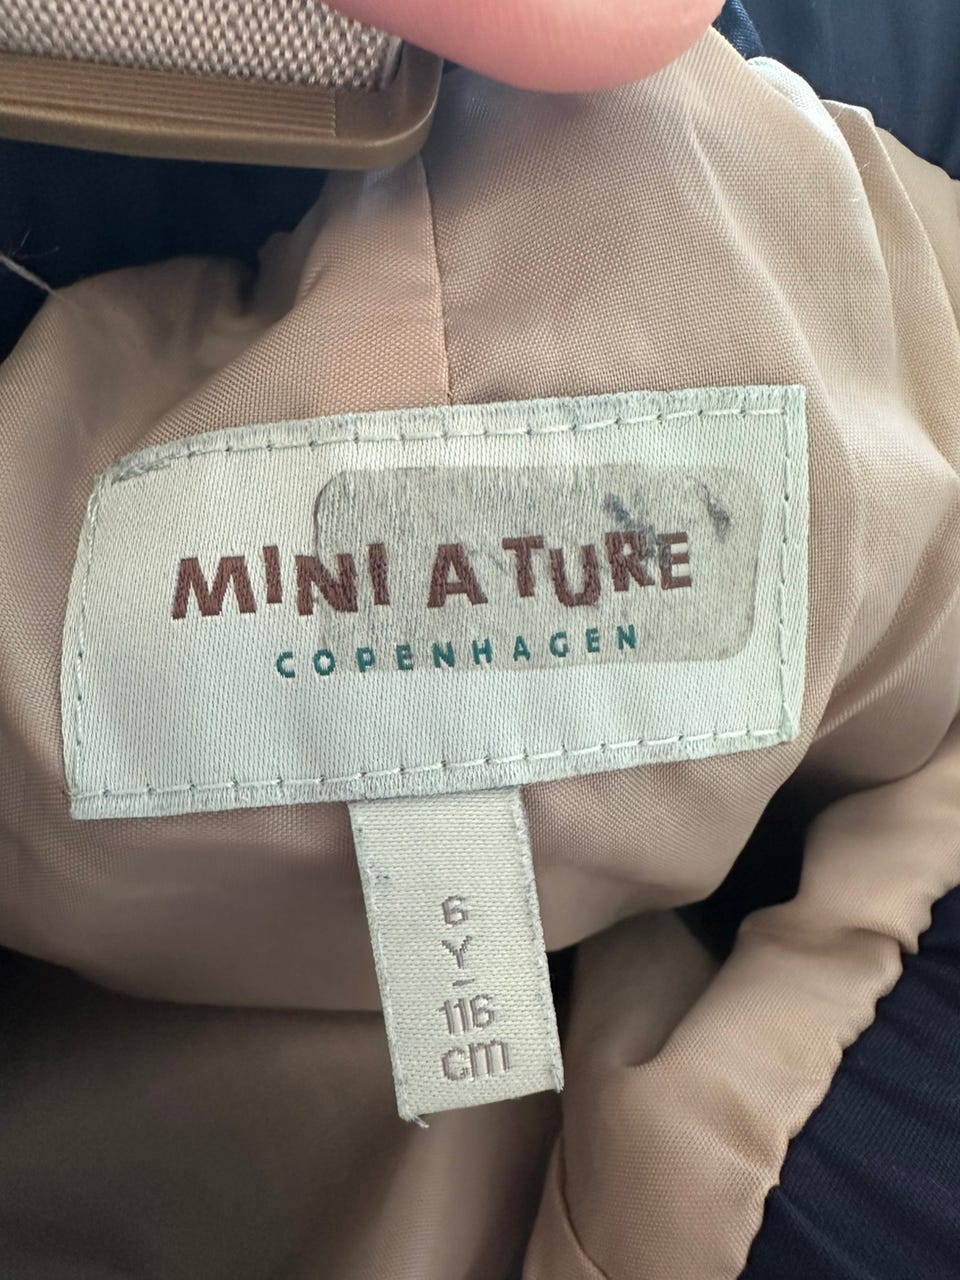 MINI A TURE
COPENHAGEN
6
Y
-
116
cm